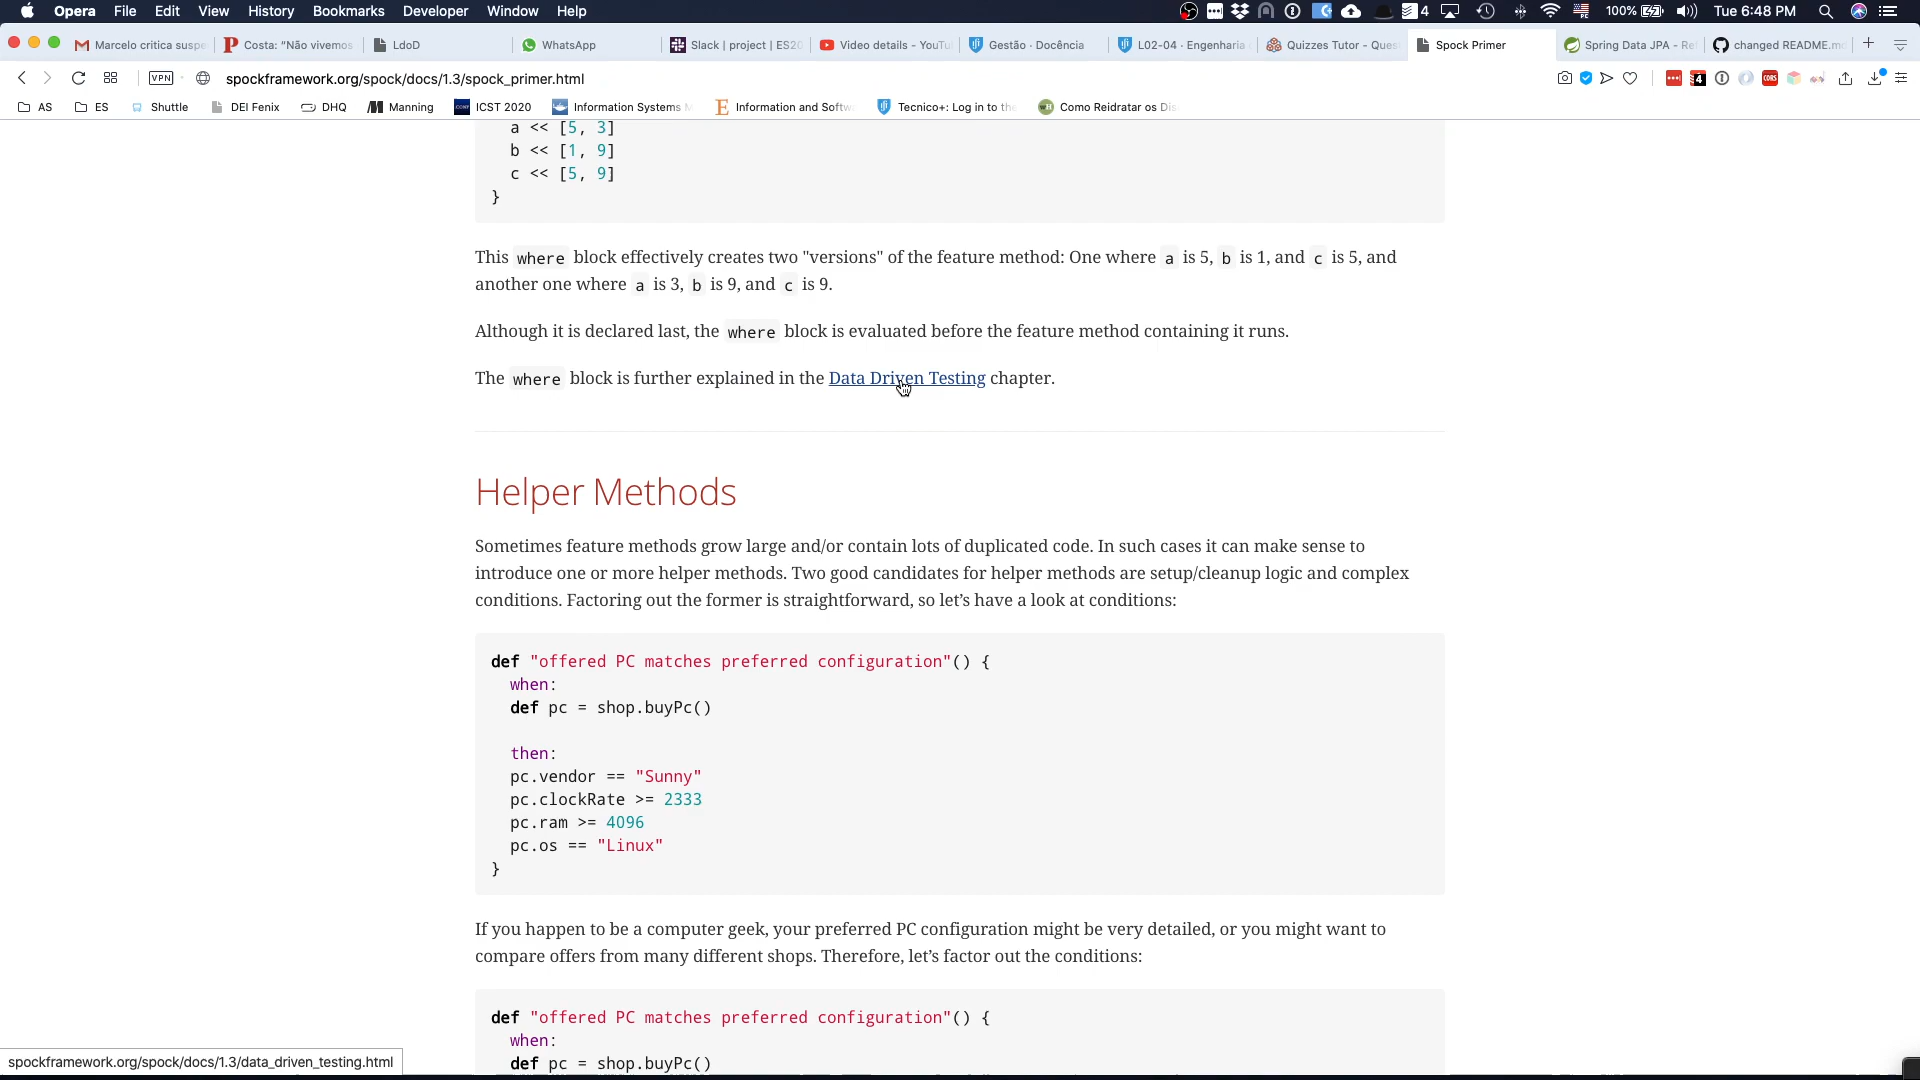 Opera File Edit View History Bookmarks Developer Window Help 4 100% Tue 6:48 PM
Marcelo critica suspe Costa: “Não vivemos LdoD WhatsApp Slack | project | ES20 Video details - YouTu Gestão · Docência L02-04 · Engenharia Quizzes Tutor - Ques Spock Primer Spring Data JPA - Re changed README.md
VPN spockframework.org/spock/docs/1.3/spock_primer.html
AS ES Shuttle DEI Fenix DHQ Manning ICST 2020 Information Systems Information and Softw Tecnico+: Log in to th Como Reidratar os Dis
a << [5, 3]
b << [1, 9]
c << [5, 9]
}
This where block effectively creates two "versions" of the feature method: One where a is 5, b is 1, and c is 5, and
another one where a is 3, b is 9, and c is 9.
Although it is declared last, the where block is evaluated before the feature method containing it runs.
The where block is further explained in the Data Driven Testing chapter.
Helper Methods
Sometimes feature methods grow large and/or contain lots of duplicated code. In such cases it can make sense to
introduce one or more helper methods. Two good candidates for helper methods are setup/cleanup logic and complex
conditions. Factoring out the former is straightforward, so let’s have a look at conditions:
def "offered PC matches preferred configuration"() {
when:
def pc = shop.buyPc()
then:
pc.vendor == "Sunny"
pc.clockRate >= 2333
pc.ram >= 4096
pc.os == "Linux"
}
If you happen to be a computer geek, your preferred PC configuration might be very detailed, or you might want to
compare offers from many different shops. Therefore, let’s factor out the conditions:
def "offered PC matches preferred configuration"() {
when:
def pc = shop.buyPc()
spockframework.org/spock/docs/1.3/data_driven_testing.html